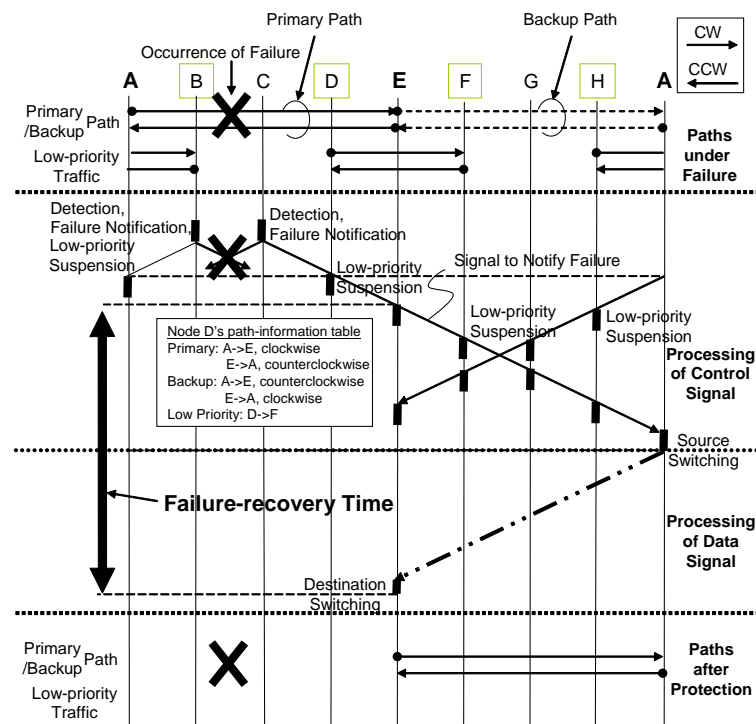 Primary Path
Backup Path
Occurrence of Failure
CW
CCW
A
B
C
D
E
F
G
H
A
Primary
/Backup
Path
Low-priority
Traffic
Paths
under
Failure
Detection,
Failure Notification,
Low-priority
Suspension
Detection,
Failure Notification
Signal to Notify Failure
Low-priority
Suspension
Low-priority
Suspension
Low-priority
Suspension
Node D's path-information table
Primary: A->E, clockwise
E->A, counterclockwise
Backup: A->E, counterclockwise
E->A, clockwise
Low Priority: D->F
Processing
of Control
Signal
Source
Switching
Failure-recovery Time
Processing
of Data
Signal
Destination
Switching
Primary
/Backup
Path
Low-priority
Traffic
Paths
after
Protection